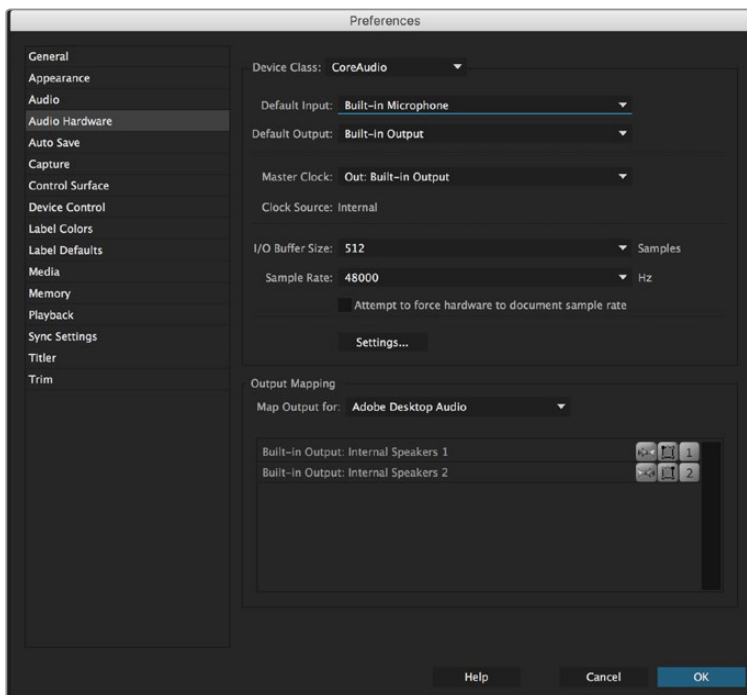 Preferences
General
Appearance
Audio
Audio Hardware
Auto Save
Capture
Control Surface
Device Control
Label Colors
Label Defaults
Media
Memory
Playback
Sync Settings
Titler
Trim
Device Class: CoreAudio
Default Input: Built-in Microphone
Default Output: Built-in Output
Master Clock: Out: Built-in Output
Clock Source: Internal
I/O Buffer Size: 512 Samples
Sample Rate: 48000 Hz
Attempt to force hardware to document sample rate
Settings...
Output Mapping
Map Output for: Adobe Desktop Audio
Built-in Output: Internal Speakers 1 1
Built-in Output: Internal Speakers 2 2
Help Cancel OK